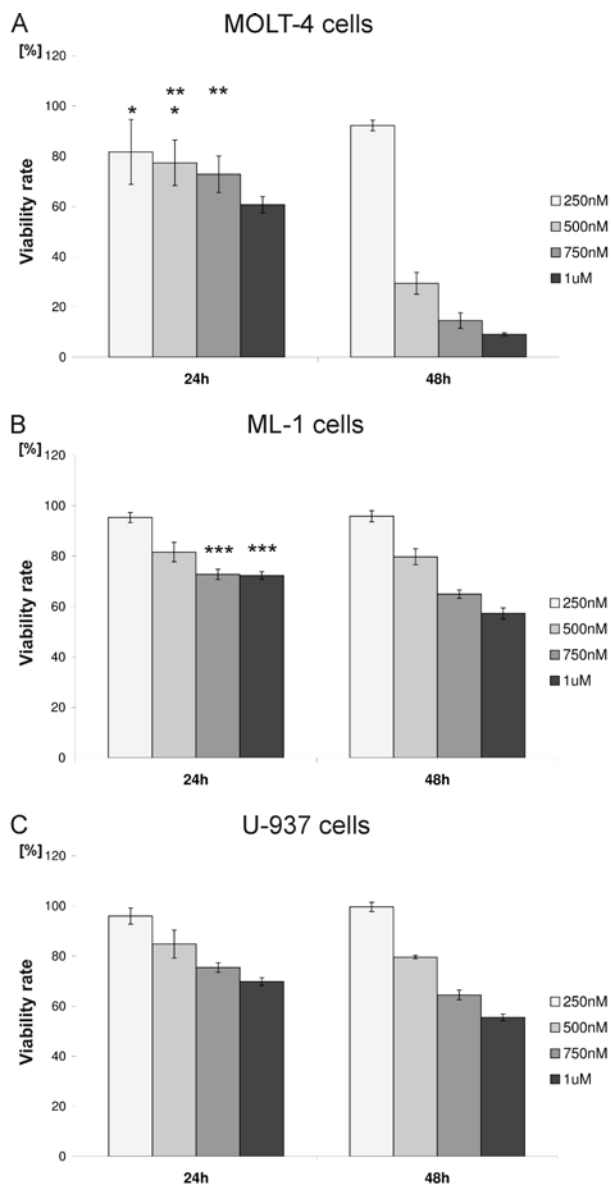 A MOLT-4 cells
[%]
120
** **
100
* *
80
60
40
20
0
Viability rate
24h 48h
250nM
500nM
750nM
1uM
B ML-1 cells
[%]
120
100
*** ***
80
60
40
20
0
Viability rate
24h 48h
250nM
500nM
750nM
1uM
C U-937 cells
[%]
120
100
80
60
40
20
0
Viability rate
24h 48h
250nM
500nM
750nM
1uM